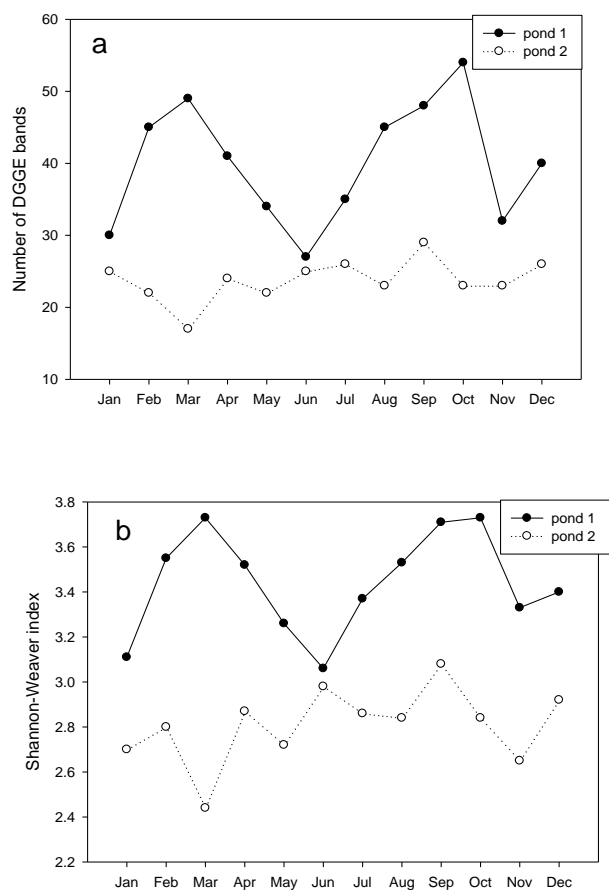 a
pond 1
pond 2
Number of DGGE bands
60
50
40
30
20
10
Jan Feb Mar Apr May Jun Jul Aug Sep Oct Nov Dec
b
pond 1
pond 2
Shannon-Weaver index
3.8
3.6
3.4
3.2
3.0
2.8
2.6
2.4
2.2
Jan Feb Mar Apr May Jun Jul Aug Sep Oct Nov Dec